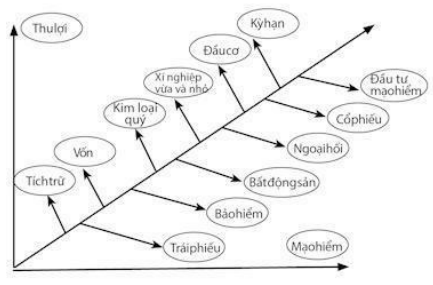 Thulợi
Kỳhạn
Đầucơ
Xí nghiệp
vừa và nhỏ
Kim loại
quý
Vốn
Tíchtrữ
Đầu tư
mạohiểm
Cổphiếu
Ngoạihối
Bấtđộngsản
Bảohiểm
Tráiphiếu
Mạohiểm